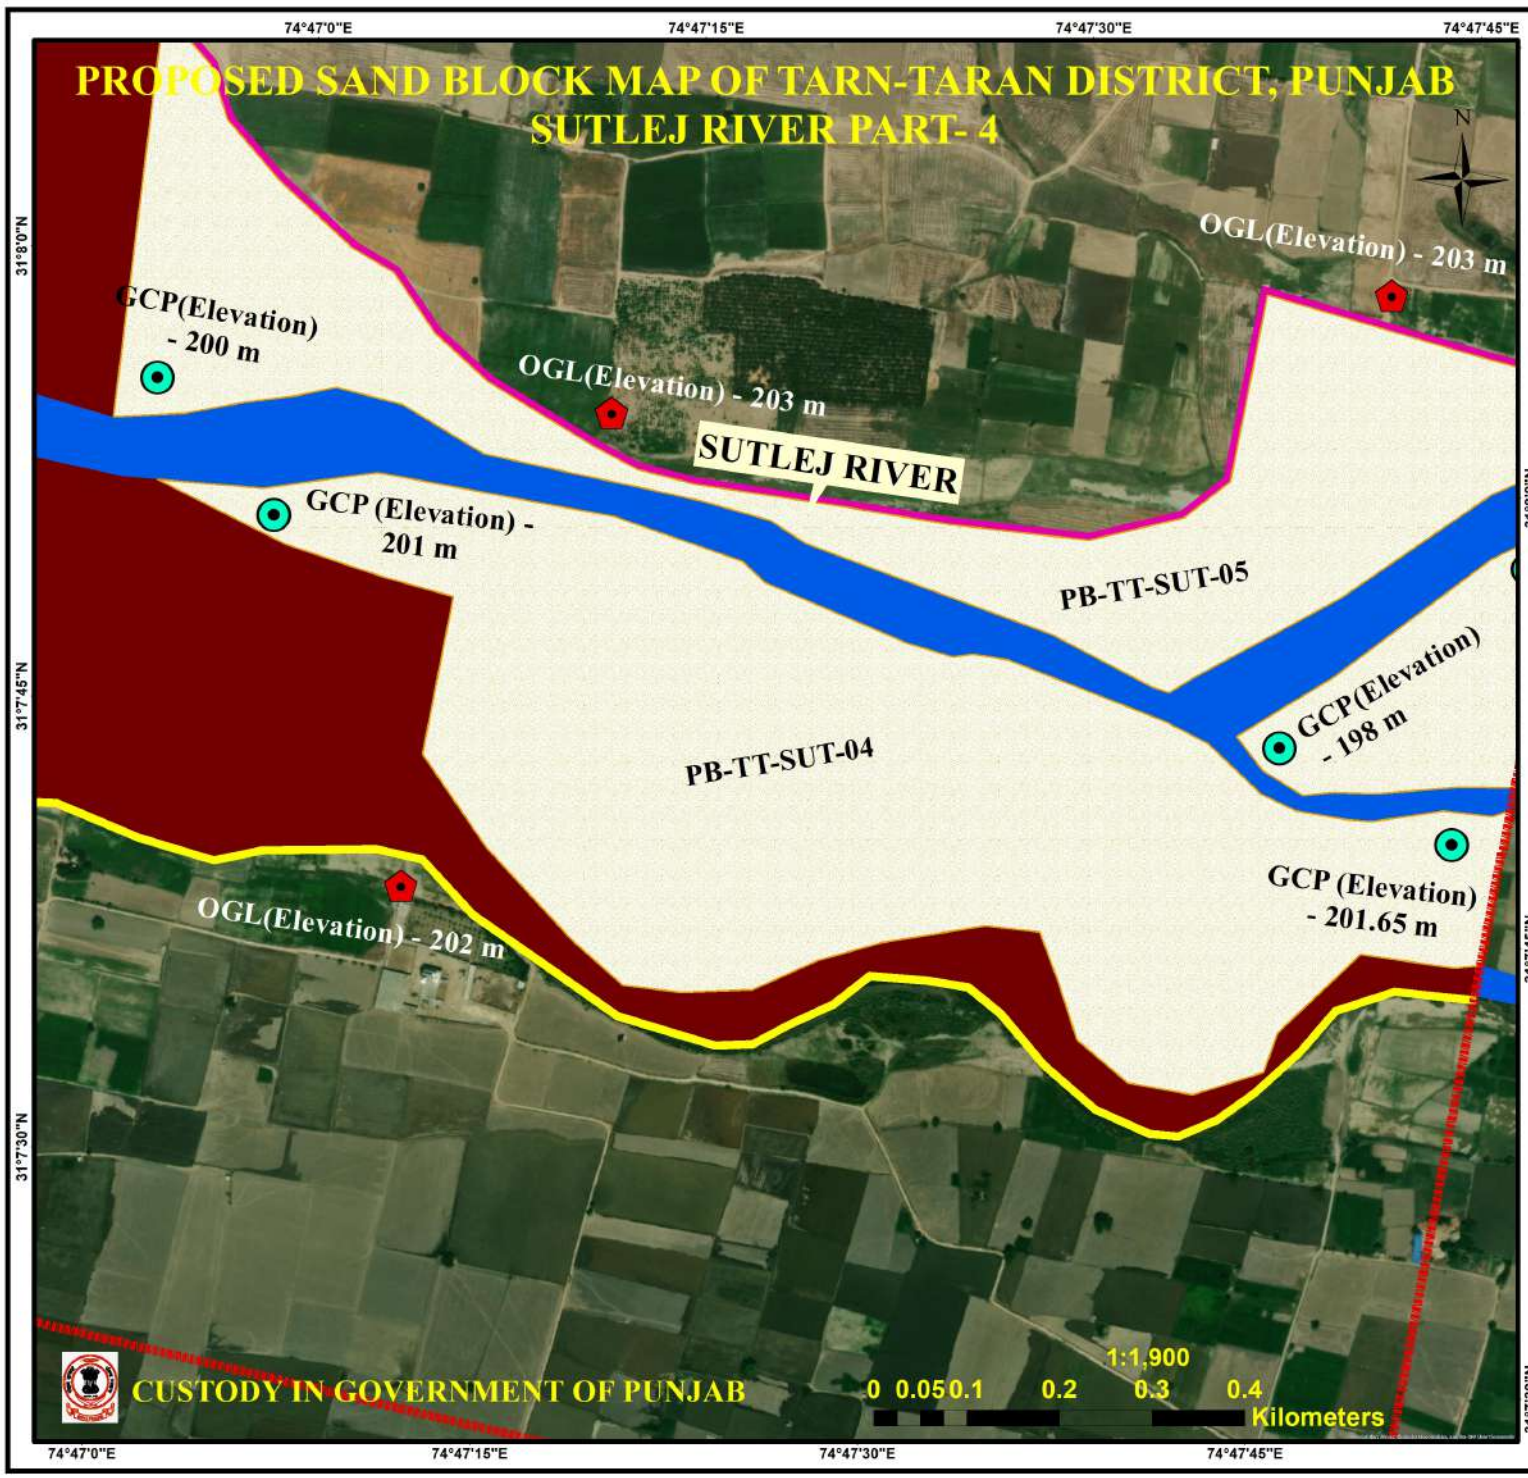 74°47'0"E
74°47'15"E
74°47'30"E
74°47'45"E
PROPOSED SAND BLOCK MAP OF TARN-TARAN DISTRICT, PUNJAB
SUTLEJ RIVER PART- 4
N
OGL(Elevation) - 203 m
31°8'0"N
GCP(Elevation)
- 200 m
OGL(Elevation) - 203 m
SUTLEJ RIVER
GCP (Elevation) -
201 m
PB-TT-SUT-05
31°7'45"N
GCP(Elevation)
- 198 m
PB-TT-SUT-04
GCP (Elevation)
- 201.65 m
OGL(Elevation) - 202 m
31°7'30"N
1:1,900
0 0.05 0.1 0.2 0.3 0.4
Kilometers
CUSTODY IN GOVERNMENT OF PUNJAB
74°47'0"E
74°47'15"E
74°47'30"E
74°47'45"E